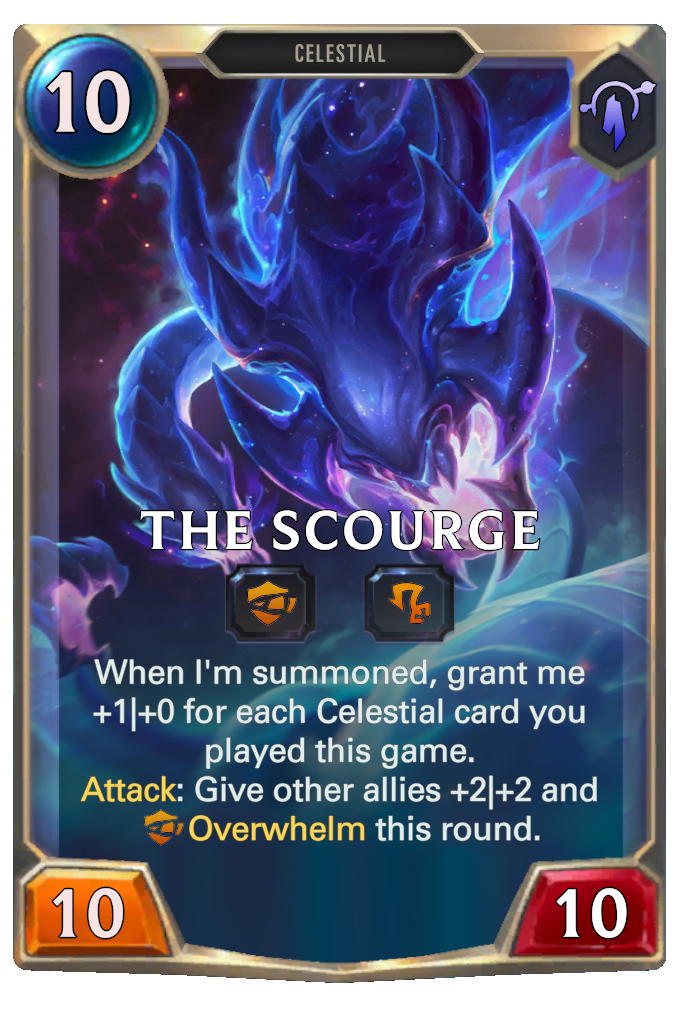 CELESTIAL
10
THE SCOURGE
When I'm summoned, grant me
+1|+0 for each Celestial card you
played this game.
Attack: Give other allies +2|+2 and
Overwhelm this round.
10
10